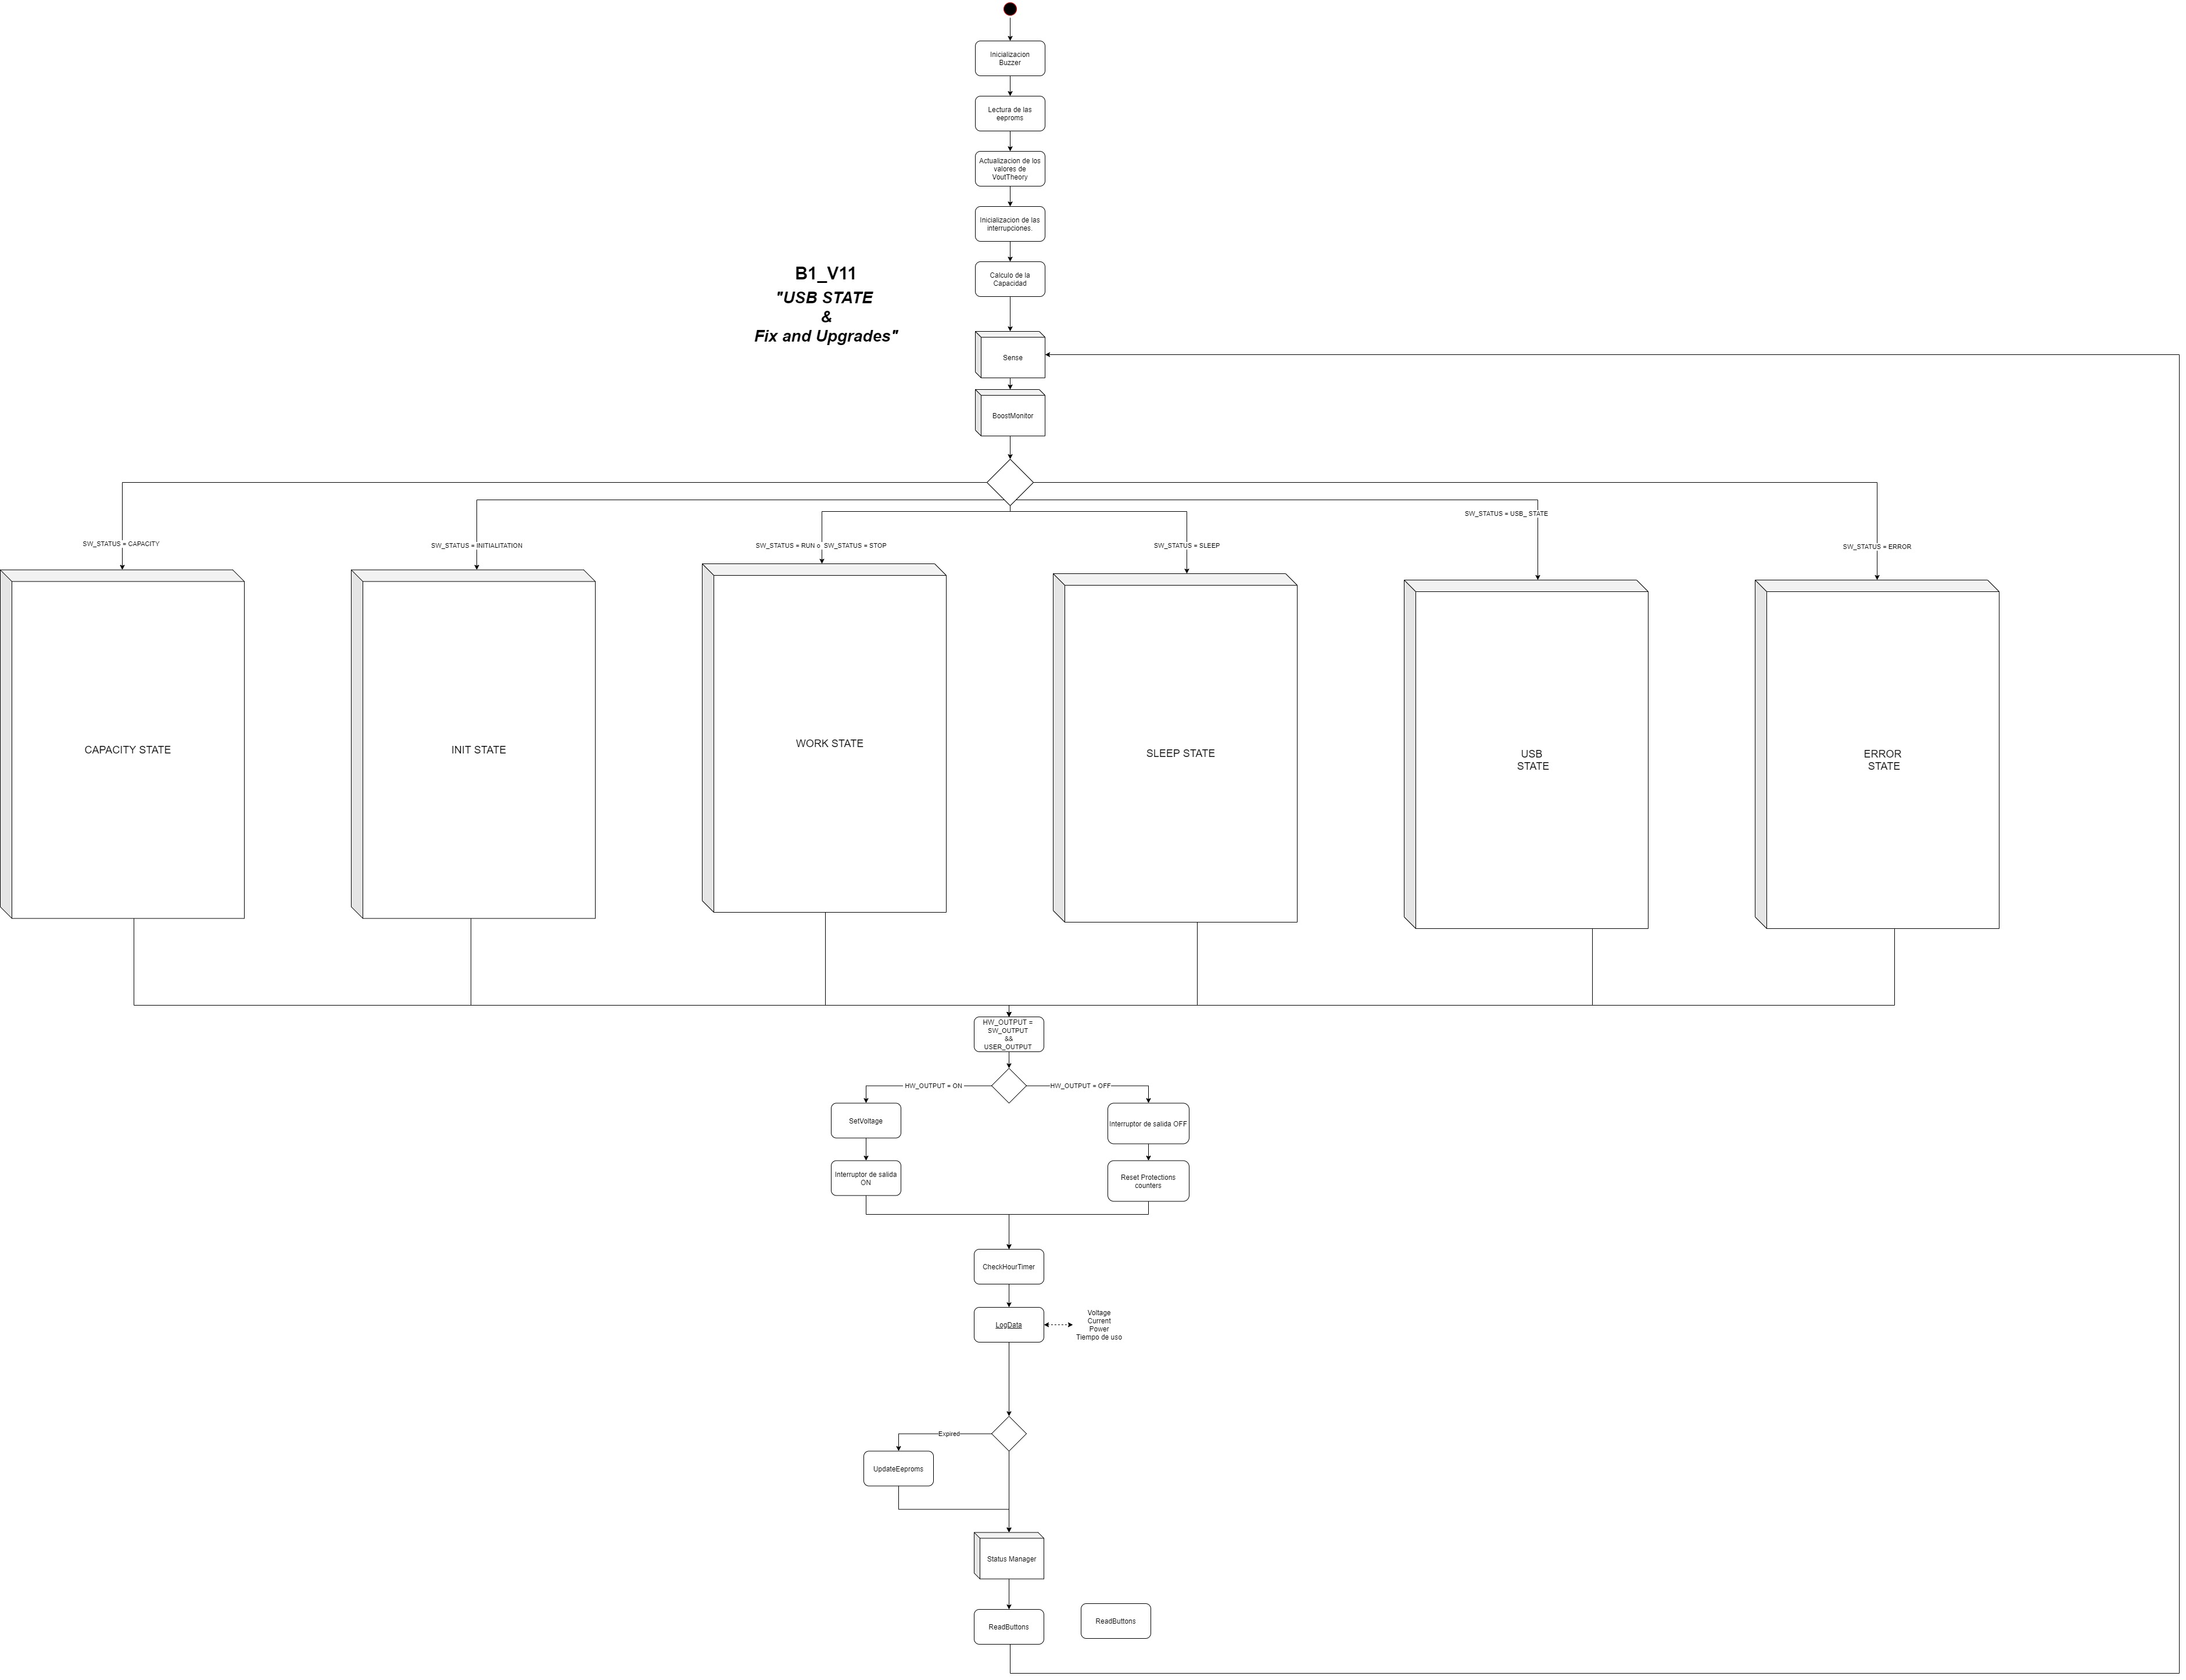 Inicializacion
Buzzer
Lectura de las
eeproms
Actualizacion de los
valores de
VoutTheory
Inicializacion de las
interrupciones.
Calculo de la
Capacidad
B1_V11
"USB STATE
&
Fix and Upgrades"
Sense
BoostMonitor
SW_STATUS = CAPACITY
SW_STATUS = INITIALITATION
SW_STATUS = RUN o SW_STATUS = STOP
SW_STATUS = SLEEP
SW_STATUS = USB_ STATE
SW_STATUS = ERROR
CAPACITY STATE
INIT STATE
WORK STATE
SLEEP STATE
USB
STATE
ERROR
STATE
HW_OUTPUT =
SW_OUTPUT
&&
USER_OUTPUT
HW_OUTPUT = ON
HW_OUTPUT = OFF
SetVoltage
Interruptor de salida OFF
Interruptor de salida
ON
Reset Protections
counters
CheckHourTimer
LogData
Voltage
Current
Power
Tiempo de uso
Expired
UpdateEeproms
Status Manager
ReadButtons
ReadButtons